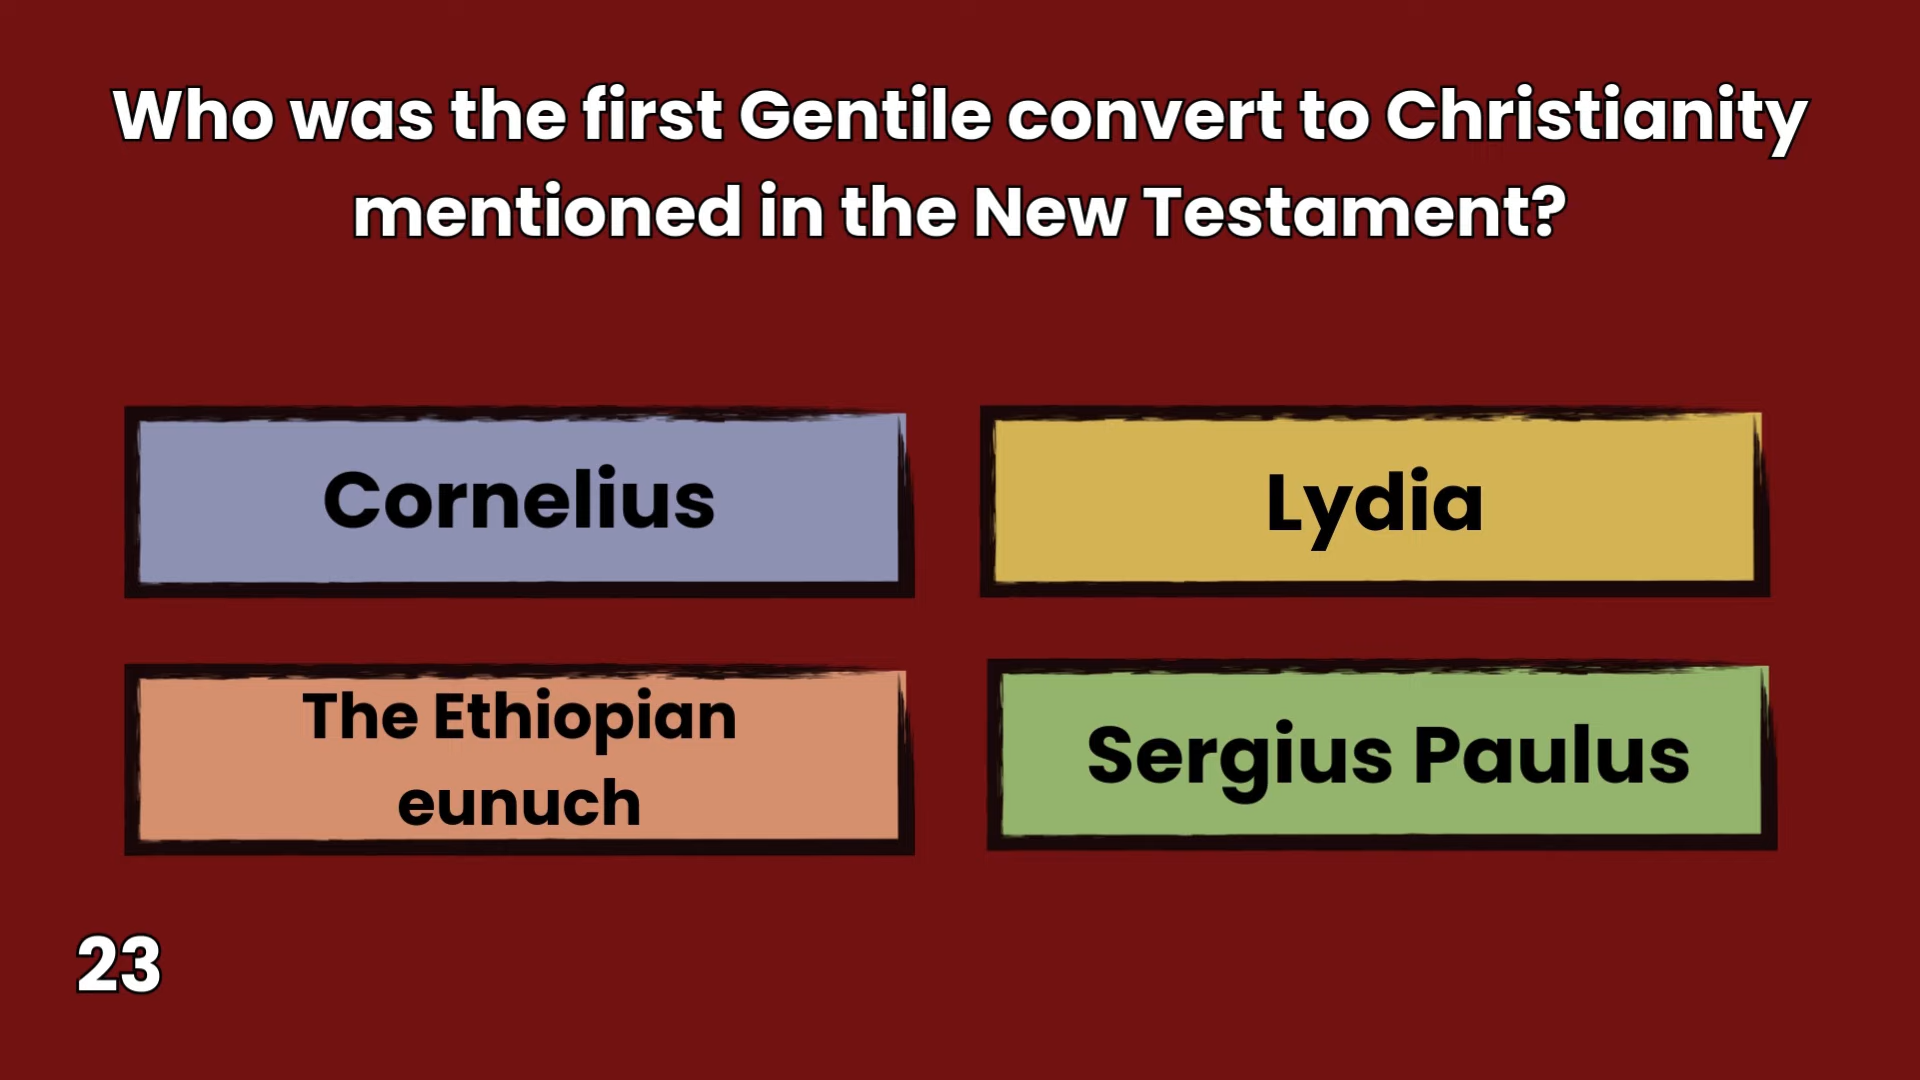 Who was the first Gentile convert to Christianity
mentioned in the New Testament?
Cornelius
Lydia
The Ethiopian
eunuch
Sergius Paulus
23